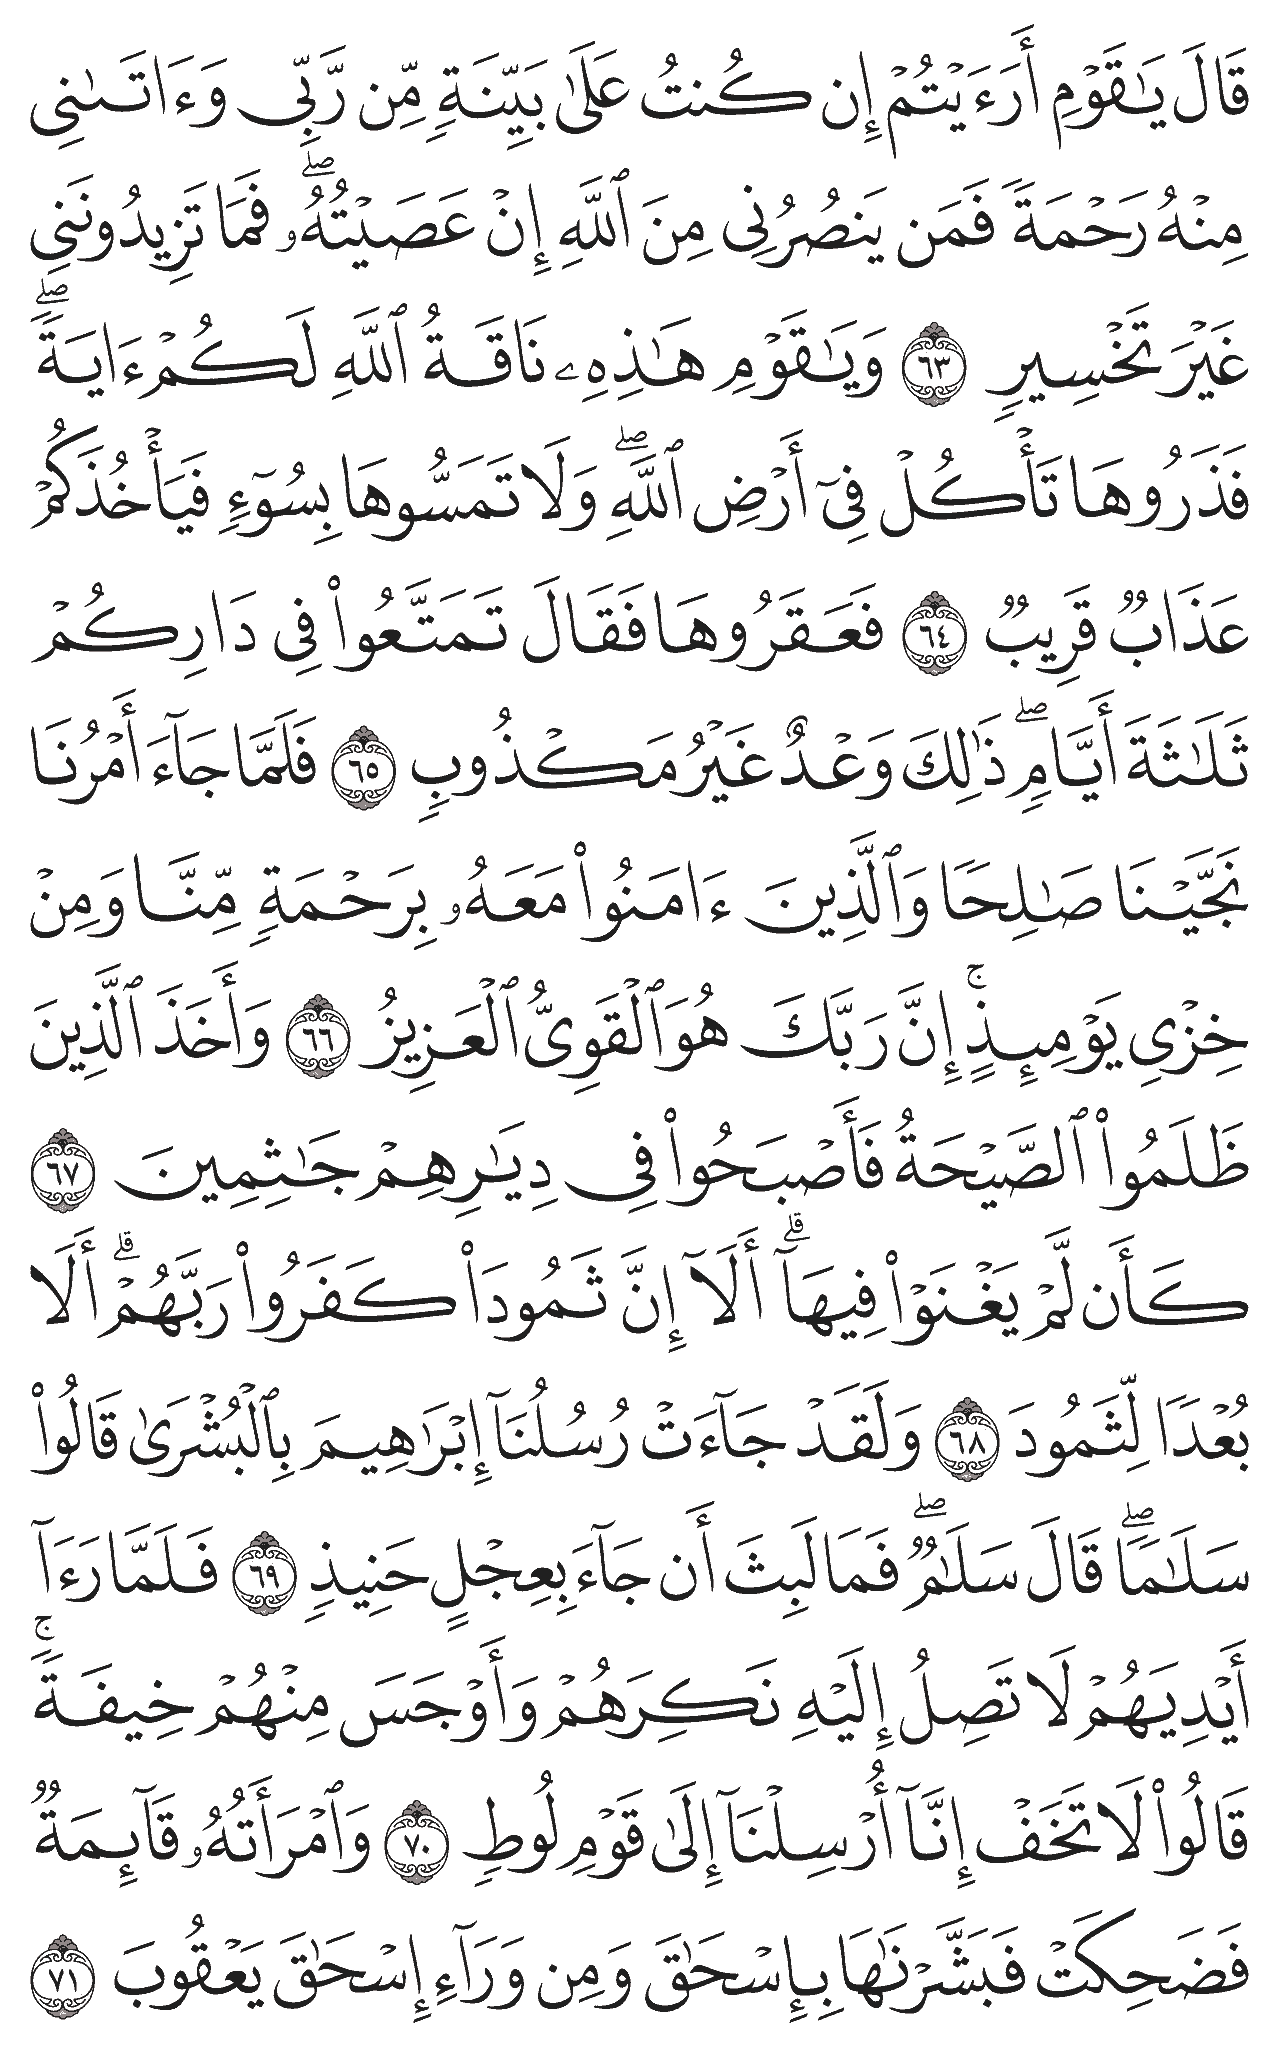 قَالَ يَٰقَوْمِ أَرَءَيْتُمْ إِن كُنتُ عَلَىٰ بَيِّنَةٍ مِّن رَّبِّى وَءَاتَىٰنِى
مِنْهُ رَحْمَةً فَمَن يَنصُرُنِى مِنَ ٱللَّهِ إِنْ عَصَيْتُهُۥ ۖ فَمَا تَزِيدُونَنِى
غَيْرَ تَخْسِيرٍ ٦٣ وَيَٰقَوْمِ هَٰذِهِۦ نَاقَةُ ٱللَّهِ لَكُمْ ءَايَةً ۖ
فَذَرُوهَا تَأْكُلْ فِىٓ أَرْضِ ٱللَّهِ ۖ وَلَا تَمَسُّوهَا بِسُوٓءٍ فَيَأْخُذَكُمْ
عَذَابٌ قَرِيبٌ ٦٤ فَعَقَرُوهَا فَقَالَ تَمَتَّعُوا۟ فِى دَارِكُمْ
ثَلَٰثَةَ أَيَّامٍ ۖ ذَٰلِكَ وَعْدٌ غَيْرُ مَكْذُوبٍ ٦٥ فَلَمَّا جَآءَ أَمْرُنَا
نَجَّيْنَا صَٰلِحًا وَٱلَّذِينَ ءَامَنُوا۟ مَعَهُۥ بِرَحْمَةٍ مِّنَّا وَمِنْ
خِزْىِ يَوْمِئِذٍ ۚ إِنَّ رَبَّكَ هُوَ ٱلْقَوِىُّ ٱلْعَزِيزُ ٦٦ وَأَخَذَ ٱلَّذِينَ
ظَلَمُوا۟ ٱلصَّيْحَةُ فَأَصْبَحُوا۟ فِى دِيَٰرِهِمْ جَٰثِمِينَ ٦٧
كَأَن لَّمْ يَغْنَوْا۟ فِيهَآ ۗ أَلَآ إِنَّ ثَمُودَا۟ كَفَرُوا۟ رَبَّهُمْ ۗ أَلَا
بُعْدًا لِّثَمُودَ ٦٨ وَلَقَدْ جَآءَتْ رُسُلُنَآ إِبْرَٰهِيمَ بِٱلْبُشْرَىٰ قَالُوا۟
سَلَٰمًا ۖ قَالَ سَلَٰمٌ ۖ فَمَا لَبِثَ أَن جَآءَ بِعِجْلٍ حَنِيذٍ ٦٩ فَلَمَّا رَءَآ
أَيْدِيَهُمْ لَا تَصِلُ إِلَيْهِ نَكِرَهُمْ وَأَوْجَسَ مِنْهُمْ خِيفَةً ۚ
قَالُوا۟ لَا تَخَفْ إِنَّآ أُرْسِلْنَآ إِلَىٰ قَوْمِ لُوطٍ ٧٠ وَٱمْرَأَتُهُۥ قَآئِمَةٌ
فَضَحِكَتْ فَبَشَّرْنَٰهَا بِإِسْحَٰقَ وَمِن وَرَآءِ إِسْحَٰقَ يَعْقُوبَ ٧١